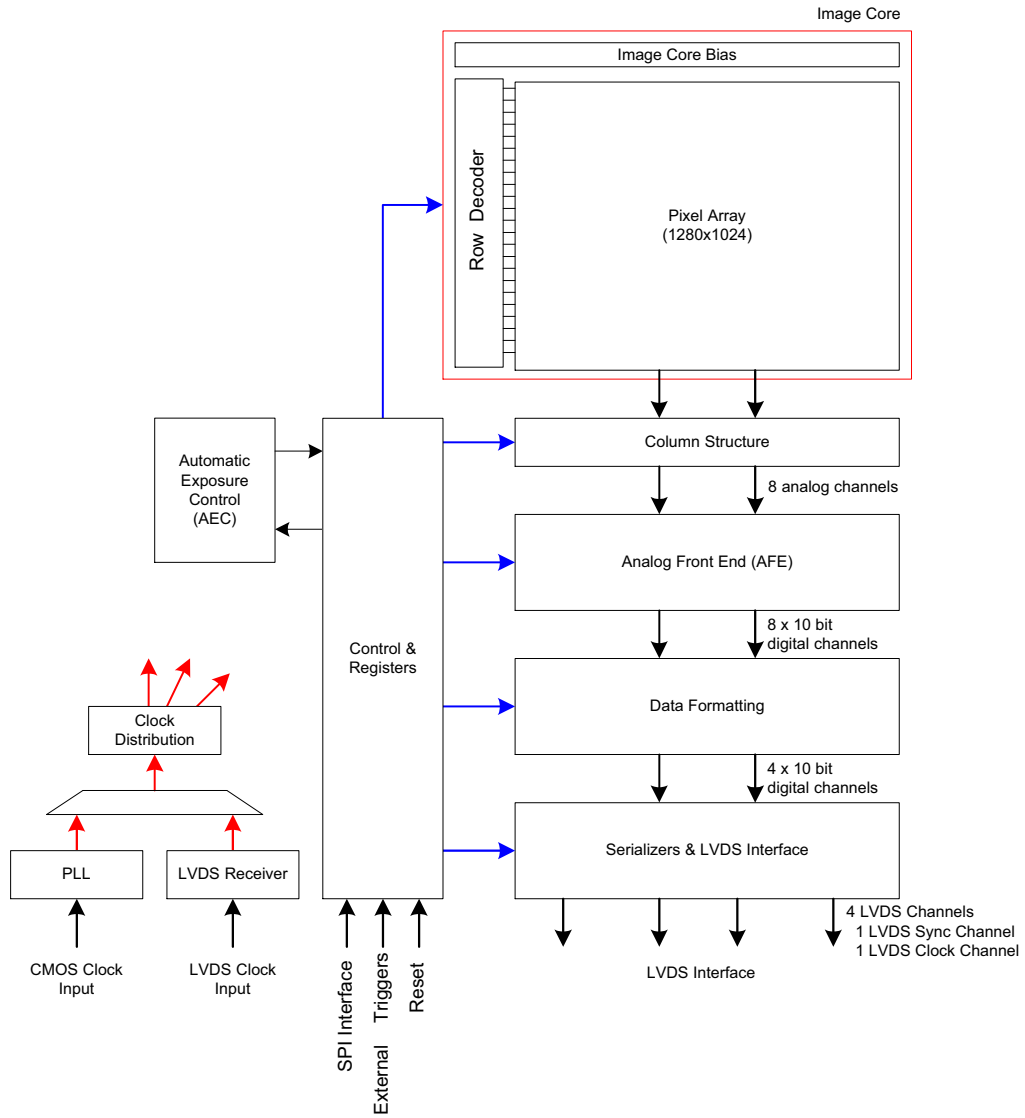 Image Core
Image Core Bias
Row Decoder
Pixel Array
(1280x1024)
Column Structure
8 analog channels
Automatic
Exposure
Control
(AEC)
Analog Front End (AFE)
8 x 10 bit
digital channels
Control &
Registers
Data Formatting
4 x 10 bit
digital channels
Clock
Distribution
Serializers & LVDS Interface
PLL
LVDS Receiver
4 LVDS Channels
1 LVDS Sync Channel
1 LVDS Clock Channel
CMOS Clock
Input
LVDS Clock
Input
LVDS Interface
SPI Interface
External Triggers
Reset